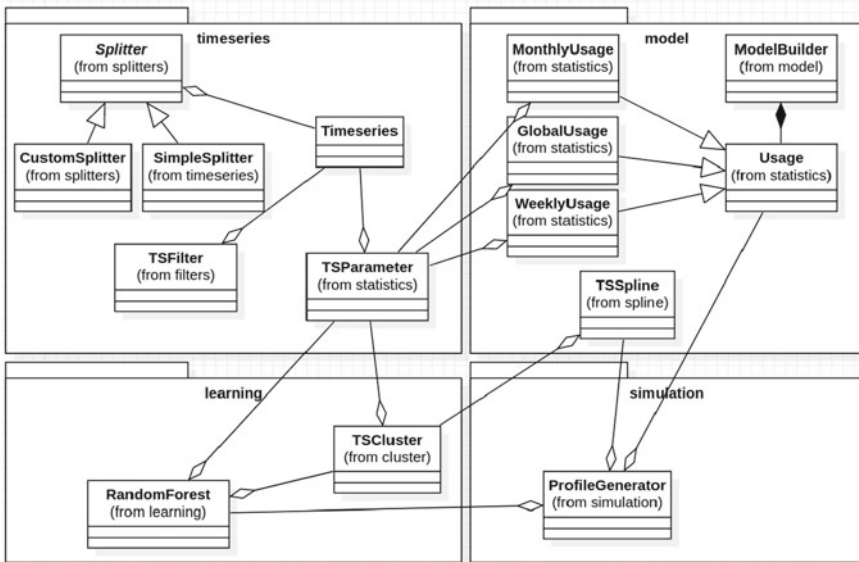 timeseries
Splitter
(from splitters)
Timeseries
CustomSplitter
(from splitters)
SimpleSplitter
(from timeseries)
TSFilter
(from filters)
TSParameter
(from statistics)
model
MonthlyUsage
(from statistics)
ModelBuilder
(from model)
GlobalUsage
(from statistics)
Usage
(from statistics)
WeeklyUsage
(from statistics)
TSSpline
(from spline)
learning
TSCluster
(from cluster)
RandomForest
(from learning)
simulation
ProfileGenerator
(from simulation)